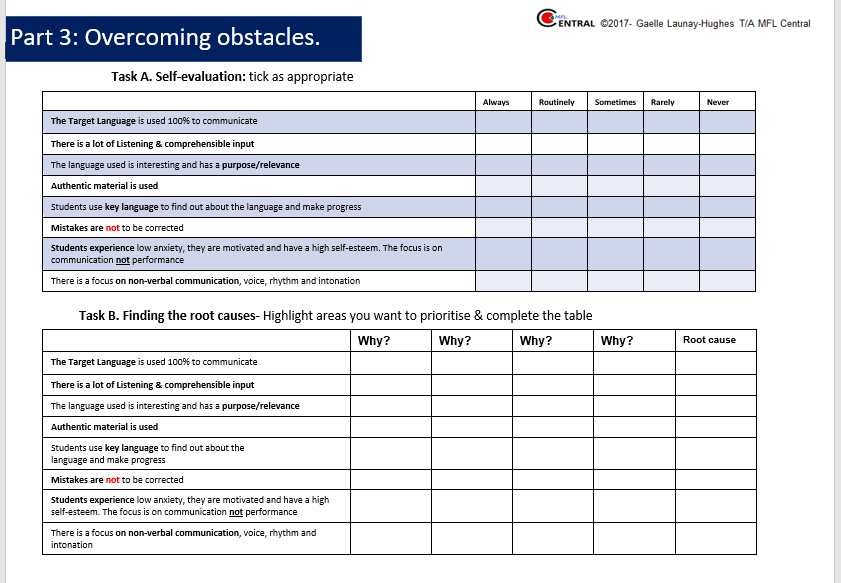 MFL
CENTRAL ©2017- Gaelle Launay-Hughes T/A MFL Central
Part 3: Overcoming obstacles.
Task A. Self-evaluation: tick as appropriate
Always Routinely Sometimes Rarely Never
The Target Language is used 100% to communicate
There is a lot of Listening & comprehensible input
The language used is interesting and has a purpose/relevance
Authentic material is used
Students use key language to find out about the language and make progress
Mistakes are not to be corrected
Students experience low anxiety, they are motivated and have a high self-esteem. The focus is on
communication not performance
There is a focus on non-verbal communication, voice, rhythm and intonation
Task B. Finding the root causes- Highlight areas you want to prioritise & complete the table
Why? Why? Why? Why? Root cause
The Target Language is used 100% to communicate
There is a lot of Listening & comprehensible input
The language used is interesting and has a purpose/relevance
Authentic material is used
Students use key language to find out about the
language and make progress
Mistakes are not to be corrected
Students experience low anxiety, they are motivated and have a high
self-esteem. The focus is on communication not performance
There is a focus on non-verbal communication, voice, rhythm and
intonation